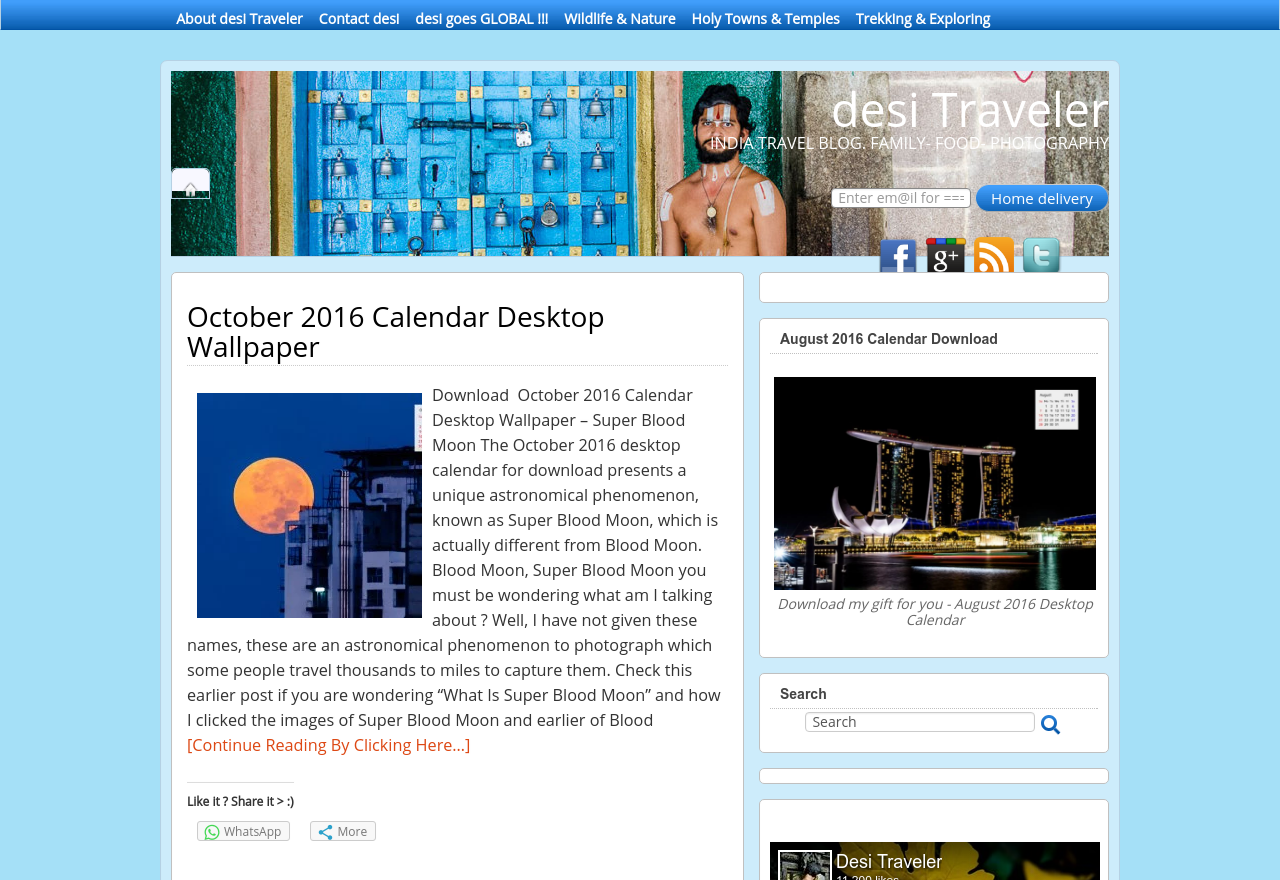 About desi Traveler
Contact desi
desi goes GLOBAL !!!
Wildlife & Nature
Holy Towns & Temples
Trekking & Exploring
desi Traveler
INDIA TRAVEL BLOG. FAMILY- FOOD- PHOTOGRAPHY
Enter em@il for ===
Home delivery
October 2016 Calendar Desktop
Wallpaper
Download  October 2016 Calendar
Desktop Wallpaper – Super Blood
Moon The October 2016 desktop
calendar for download presents a
unique astronomical phenomenon,
known as Super Blood Moon, which is
actually different from Blood Moon.
Blood Moon, Super Blood Moon you
must be wondering what am I talking
about ? Well, I have not given these
names, these are an astronomical phenomenon to photograph which
some people travel thousands to miles to capture them. Check this
earlier post if you are wondering “What Is Super Blood Moon” and how
I clicked the images of Super Blood Moon and earlier of Blood
[Continue Reading By Clicking Here...]
Like it ? Share it > :)
WhatsApp
More
August 2016 Calendar Download
August 2016
Download my gift for you - August 2016 Desktop
Calendar
Search
Search
Desi Traveler
11,200 likes